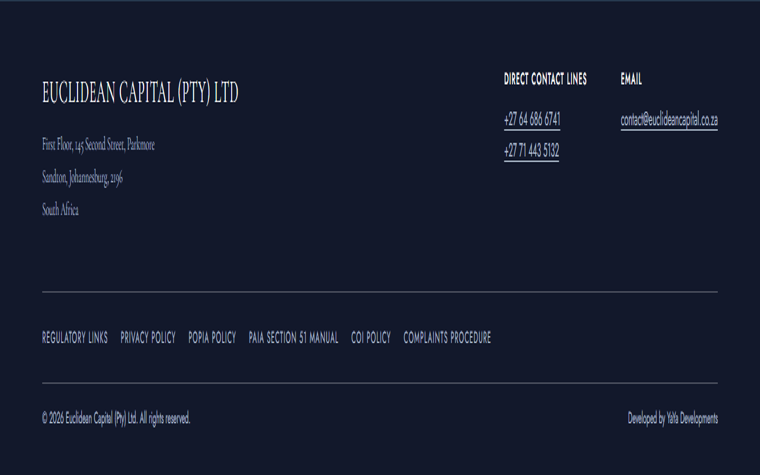 EUCLIDEAN CAPITAL (PTY) LTD
First Floor, 145 Second Street, Parkmore
Sandton, Johannesburg, 2196
South Africa
DIRECT CONTACT LINES
+27 64 686 6741
+27 71 443 5132
EMAIL
contact@euclideancapital.co.za
REGULATORY LINKS PRIVACY POLICY POPIA POLICY PAIA SECTION 51 MANUAL COI POLICY COMPLAINTS PROCEDURE
© 2026 Euclidean Capital (Pty) Ltd. All rights reserved.
Developed by YaYa Developments